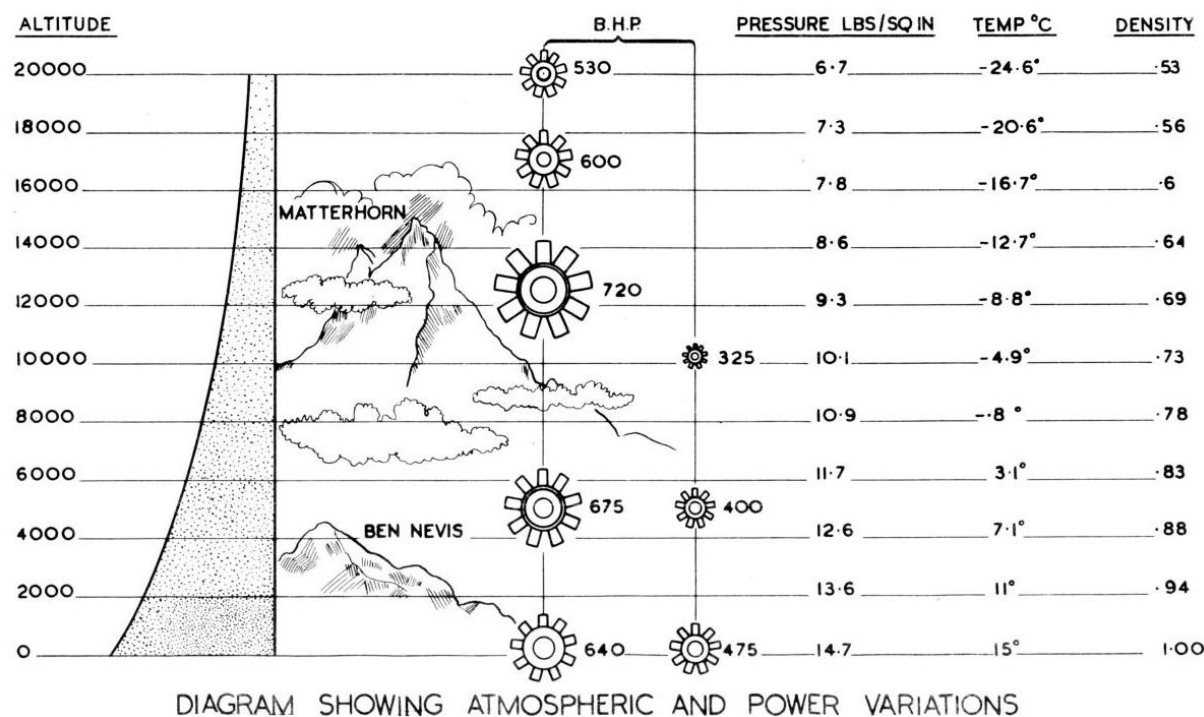 ALTITUDE B.H.P. PRESSURE LBS/SQ IN TEMP °C DENSITY
20000 530 6·7 -24·6° ·53
18000 7·3 -20·6° ·56
600
16000 7·8 -16·7° ·6
MATTERHORN
14000 8·6 -12·7° ·64
720
12000 9·3 -8·8° ·69
10000 325 10·1 -4·9° ·73
8000 10·9 -·8° ·78
6000 11·7 3·1° ·83
675 400
4000 BEN NEVIS 12·6 7·1° ·88
2000 13·6 11° ·94
0 640 475 14·7 15° 1·00
DIAGRAM SHOWING ATMOSPHERIC AND POWER VARIATIONS